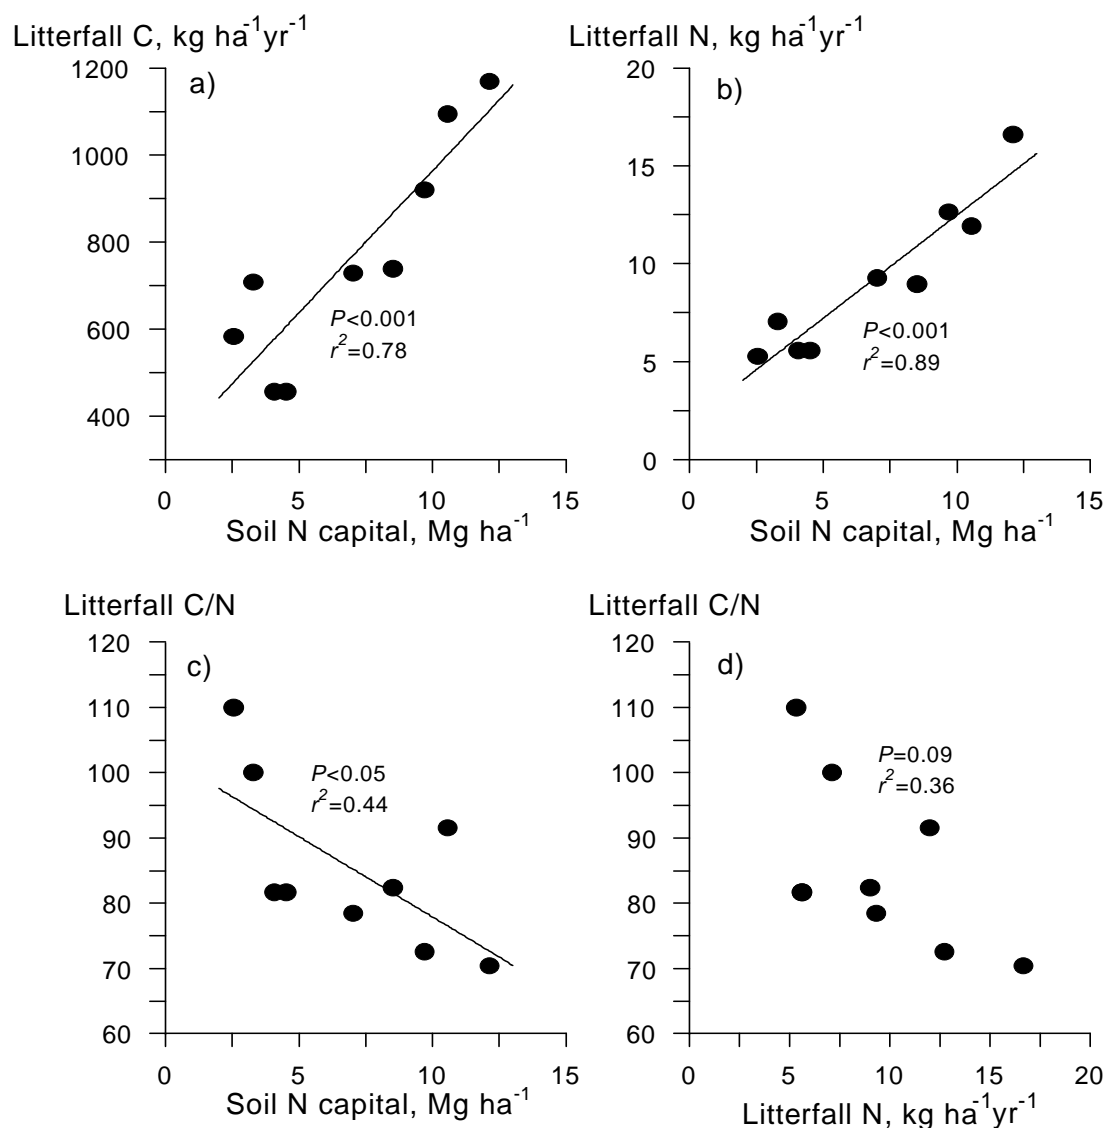 Litterfall C, kg ha⁻¹yr⁻¹
a)
1200
1000
800
600
400
P<0.001
r²=0.78
0 5 10 15
Soil N capital, Mg ha⁻¹
Litterfall N, kg ha⁻¹yr⁻¹
b)
20
15
10
5
0
P<0.001
r²=0.89
0 5 10 15
Soil N capital, Mg ha⁻¹
Litterfall C/N
c)
120
110
100
90
80
70
60
P<0.05
r²=0.44
0 5 10 15
Soil N capital, Mg ha⁻¹
Litterfall C/N
d)
120
110
100
90
80
70
60
P=0.09
r²=0.36
0 5 10 15 20
Litterfall N, kg ha⁻¹yr⁻¹